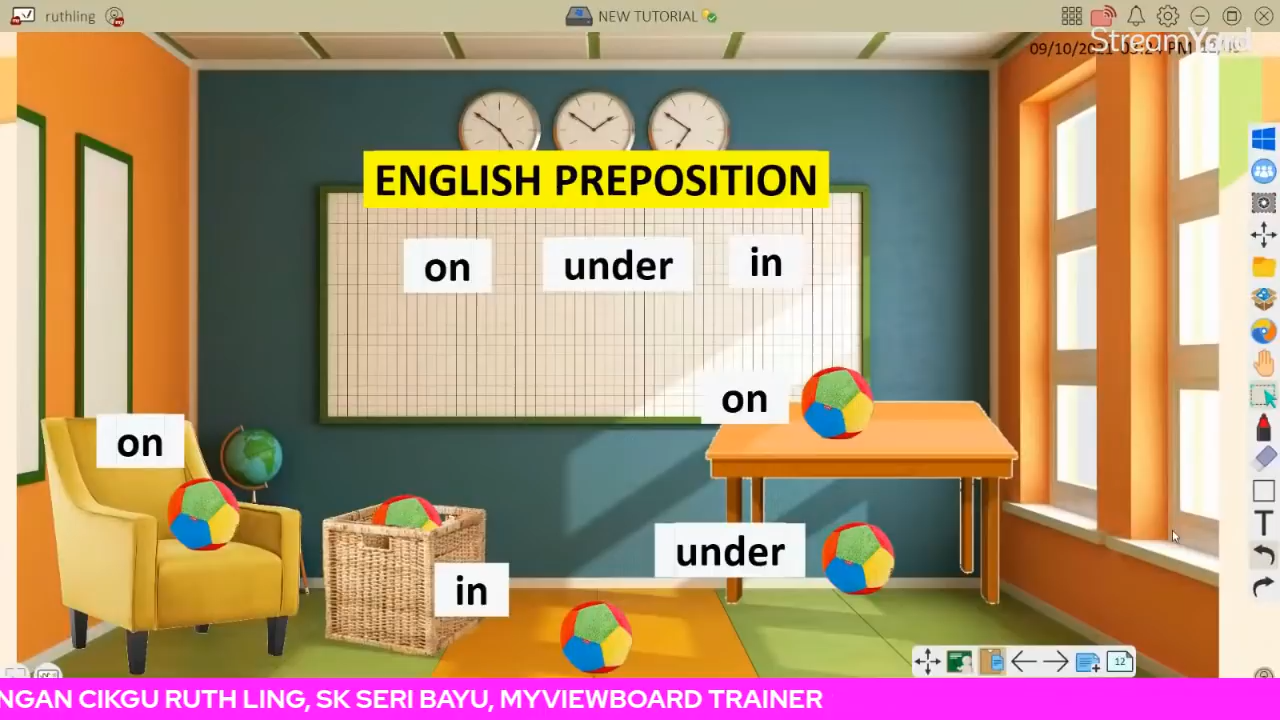 ruthling
NEW TUTORIAL
StreamYard
ENGLISH PREPOSITION
on under in
on
on
under
in
12
NGAN CIKGU RUTH LING, SK SERI BAYU, MYVIEWBOARD TRAINER